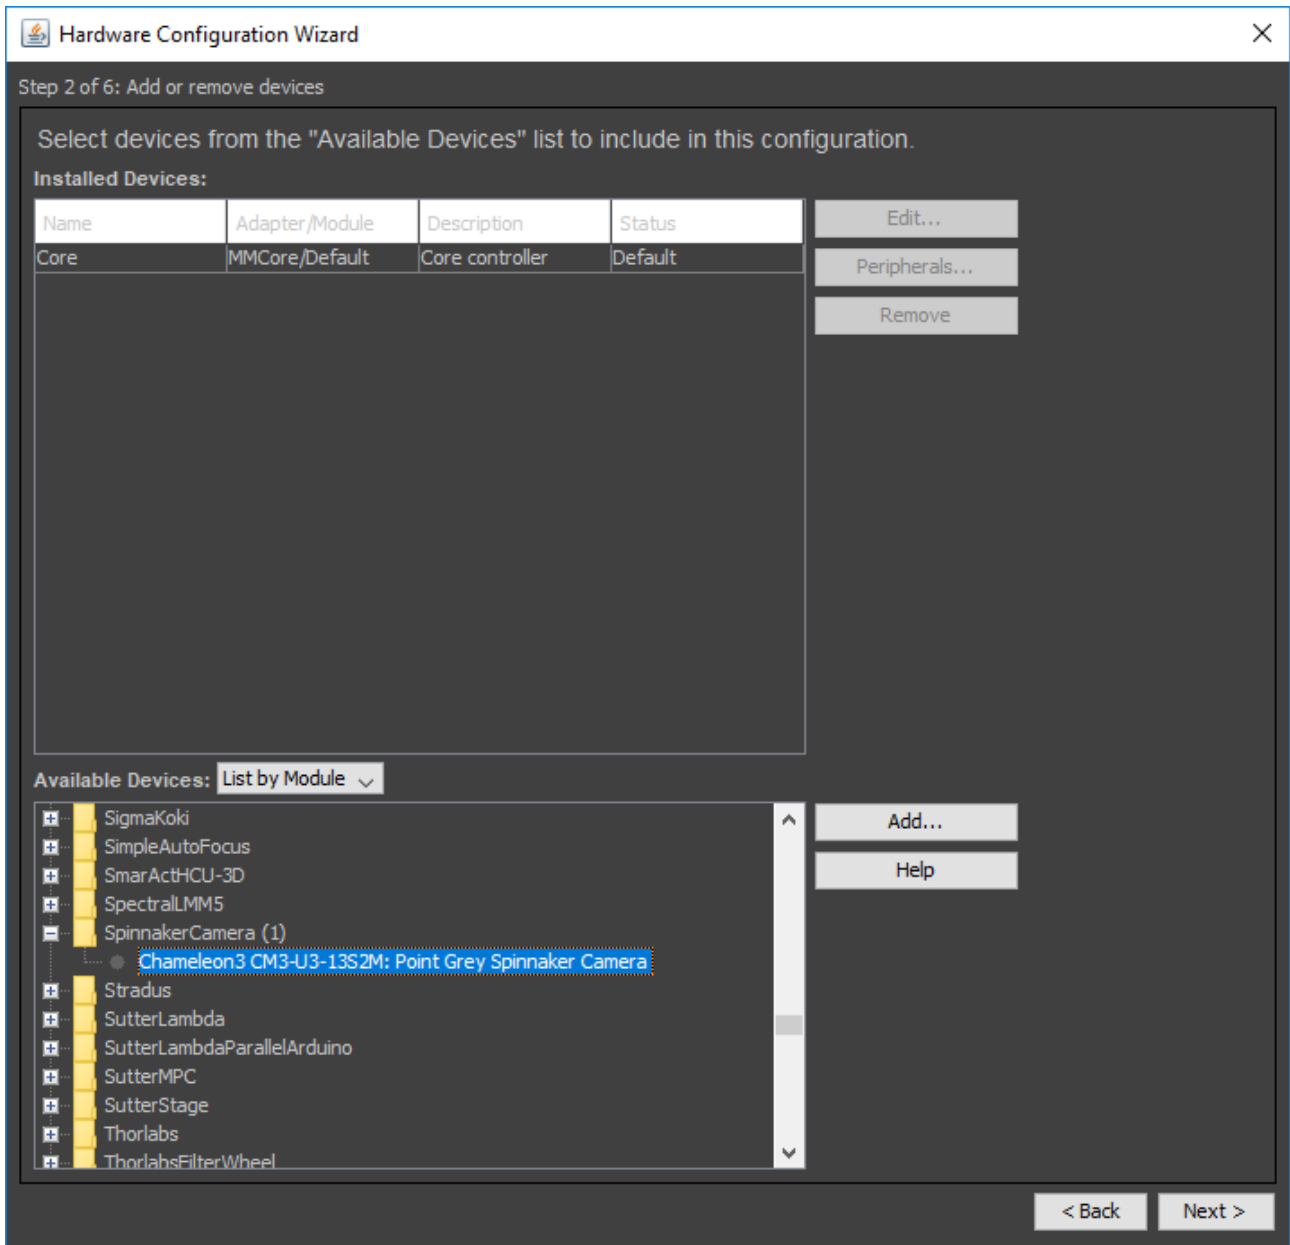 Hardware Configuration Wizard
Step 2 of 6: Add or remove devices
Select devices from the "Available Devices" list to include in this configuration.
Installed Devices:
Name Adapter/Module Description Status
Core MMCore/Default Core controller Default
Edit...
Peripherals...
Remove
Available Devices: List by Module
SigmaKoki
SimpleAutoFocus
SmarActHCU-3D
SpectralLMM5
SpinnakerCamera (1)
Chameleon3 CM3-U3-13S2M: Point Grey Spinnaker Camera
Stradus
SutterLambda
SutterLambdaParallelArduino
SutterMPC
SutterStage
Thorlabs
ThorlabsFilterWheel
Add...
Help
< Back Next >